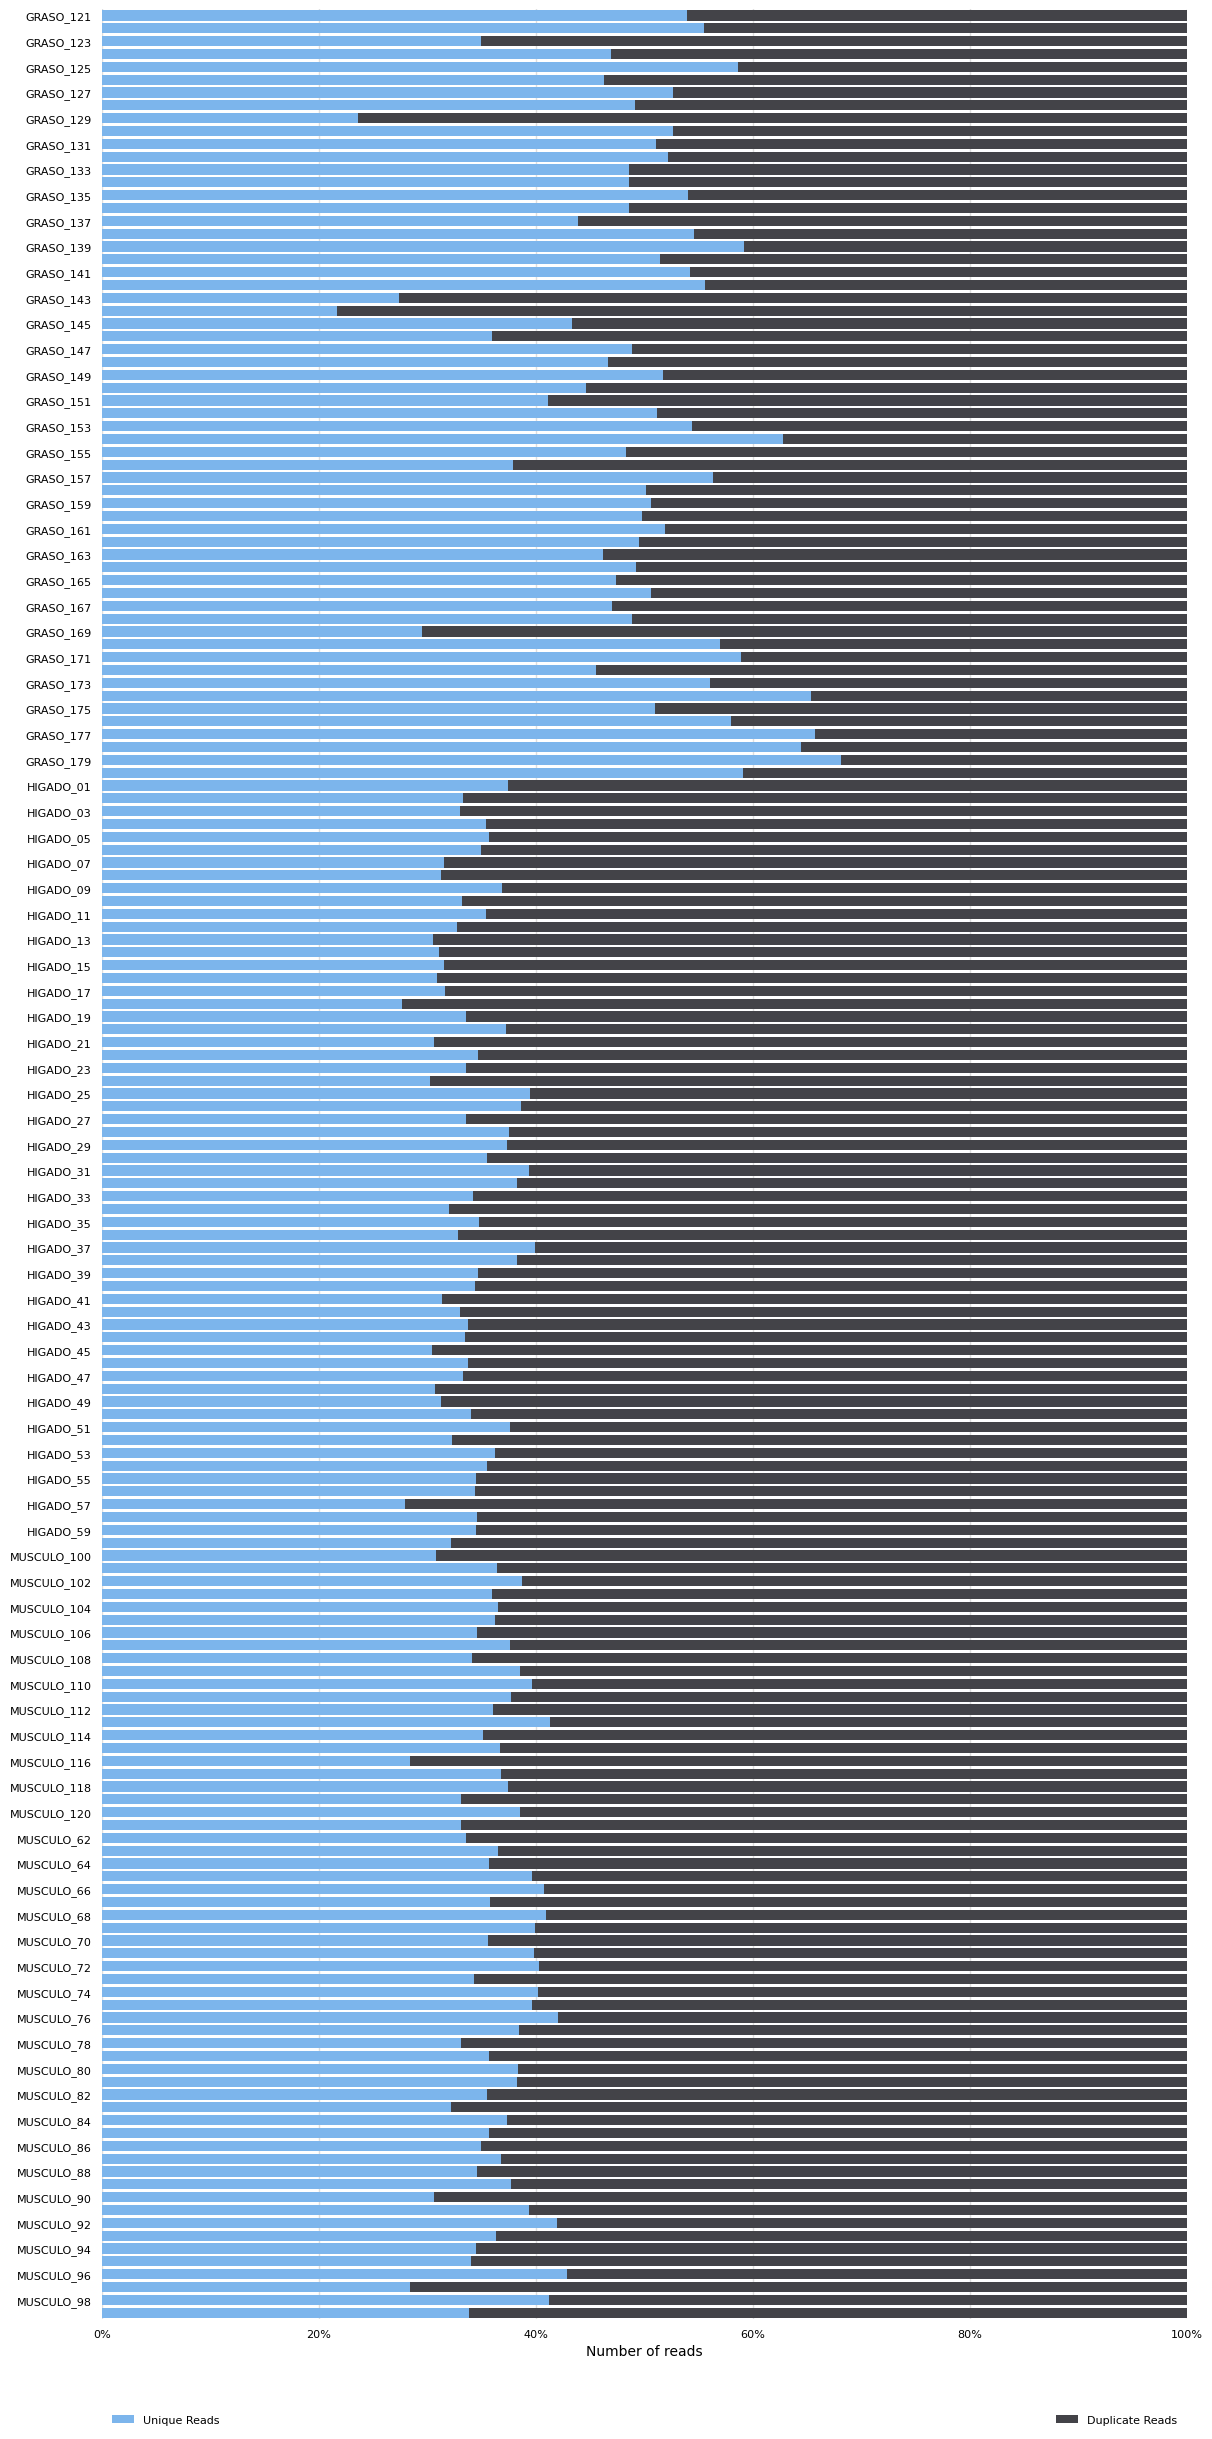 GRASO_121
GRASO_123
GRASO_125
GRASO_127
GRASO_129
GRASO_131
GRASO_133
GRASO_135
GRASO_137
GRASO_139
GRASO_141
GRASO_143
GRASO_145
GRASO_147
GRASO_149
GRASO_151
GRASO_153
GRASO_155
GRASO_157
GRASO_159
GRASO_161
GRASO_163
GRASO_165
GRASO_167
GRASO_169
GRASO_171
GRASO_173
GRASO_175
GRASO_177
GRASO_179
HIGADO_01
HIGADO_03
HIGADO_05
HIGADO_07
HIGADO_09
HIGADO_11
HIGADO_13
HIGADO_15
HIGADO_17
HIGADO_19
HIGADO_21
HIGADO_23
HIGADO_25
HIGADO_27
HIGADO_29
HIGADO_31
HIGADO_33
HIGADO_35
HIGADO_37
HIGADO_39
HIGADO_41
HIGADO_43
HIGADO_45
HIGADO_47
HIGADO_49
HIGADO_51
HIGADO_53
HIGADO_55
HIGADO_57
HIGADO_59
MUSCULO_100
MUSCULO_102
MUSCULO_104
MUSCULO_106
MUSCULO_108
MUSCULO_110
MUSCULO_112
MUSCULO_114
MUSCULO_116
MUSCULO_118
MUSCULO_120
MUSCULO_62
MUSCULO_64
MUSCULO_66
MUSCULO_68
MUSCULO_70
MUSCULO_72
MUSCULO_74
MUSCULO_76
MUSCULO_78
MUSCULO_80
MUSCULO_82
MUSCULO_84
MUSCULO_86
MUSCULO_88
MUSCULO_90
MUSCULO_92
MUSCULO_94
MUSCULO_96
MUSCULO_98
0% 20% 40% 60% 80% 100%
Number of reads
Unique Reads Duplicate Reads